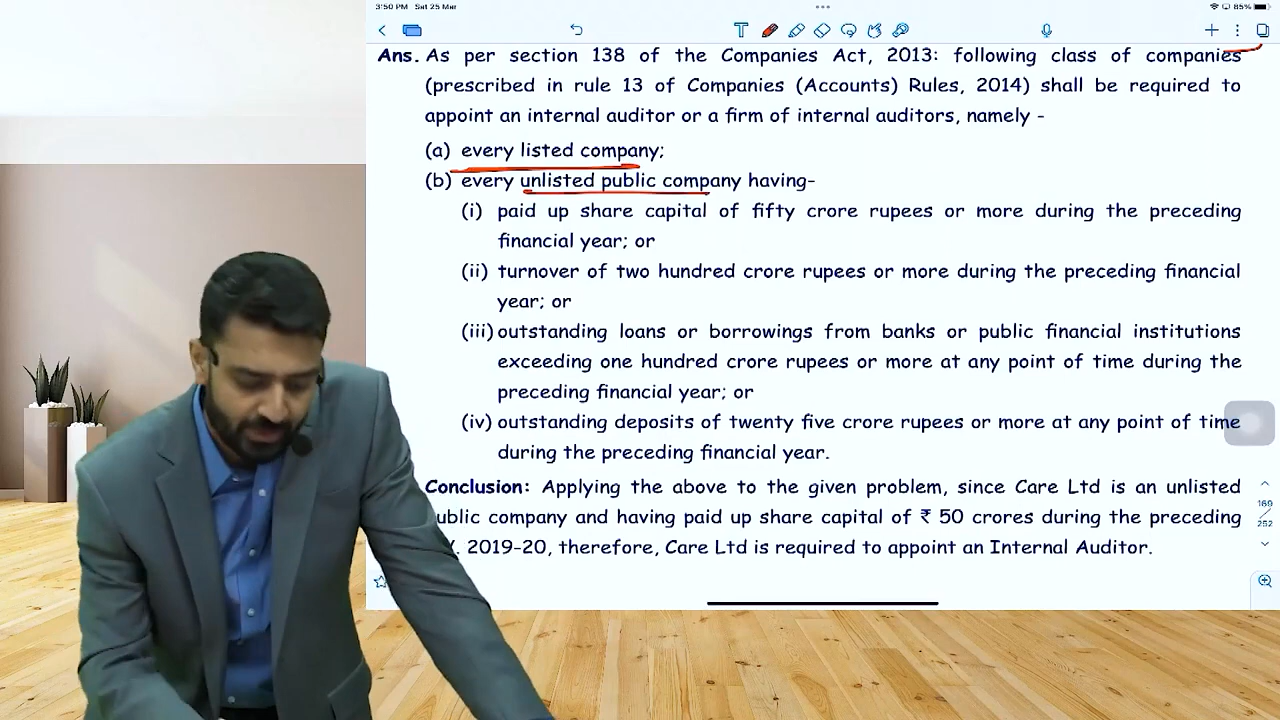 3:50 PM Sat 25 Mar
85%
Ans. As per section 138 of the Companies Act, 2013: following class of companies
(prescribed in rule 13 of Companies (Accounts) Rules, 2014) shall be required to
appoint an internal auditor or a firm of internal auditors, namely -
(a) every listed company;
(b) every unlisted public company having-
(i) paid up share capital of fifty crore rupees or more during the preceding
financial year; or
(ii) turnover of two hundred crore rupees or more during the preceding financial
year; or
(iii) outstanding loans or borrowings from banks or public financial institutions
exceeding one hundred crore rupees or more at any point of time during the
preceding financial year; or
(iv) outstanding deposits of twenty five crore rupees or more at any point of time
during the preceding financial year.
Conclusion: Applying the above to the given problem, since Care Ltd is an unlisted
ublic company and having paid up share capital of ₹ 50 crores during the preceding
. 2019-20, therefore, Care Ltd is required to appoint an Internal Auditor.
169
252